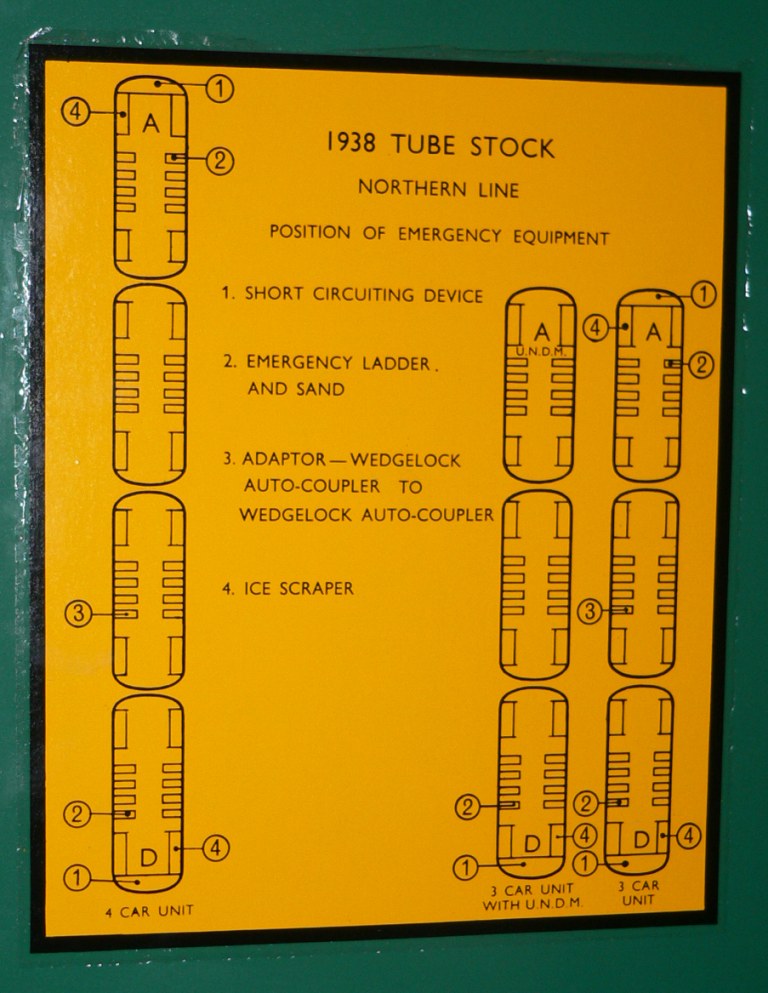 1
4
A
2
1938 TUBE STOCK
NORTHERN LINE
POSITION OF EMERGENCY EQUIPMENT
1. SHORT CIRCUITING DEVICE
2. EMERGENCY LADDER.
AND SAND
3. ADAPTOR—WEDGELOCK
AUTO-COUPLER TO
WEDGELOCK AUTO-COUPLER
4. ICE SCRAPER
3
2
D
4
1
4 CAR UNIT
A
U.N.D.M.
2
D
4
1
3 CAR UNIT
WITH U.N.D.M.
1
4
A
2
3
2
D
4
1
3 CAR
UNIT